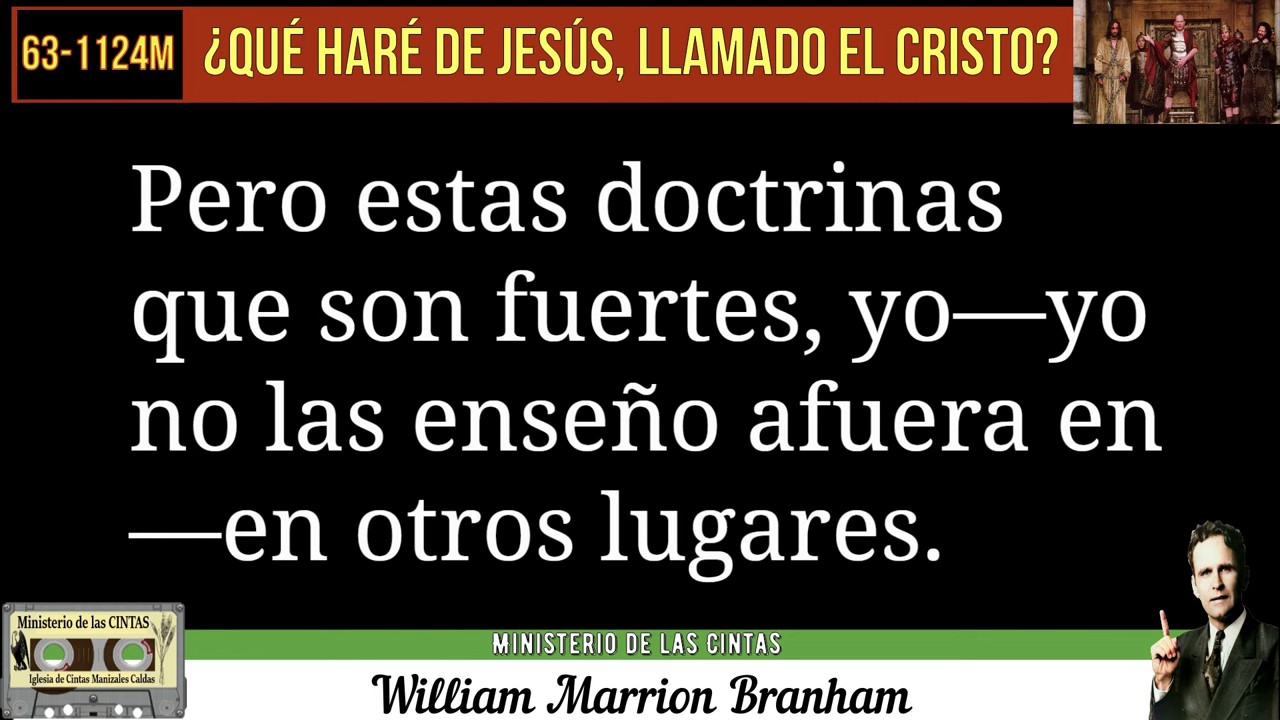 63-1124M
¿QUÉ HARÉ DE JESÚS, LLAMADO EL CRISTO?
Pero estas doctrinas
que son fuertes, yo—yo
no las enseño afuera en
—en otros lugares.
Ministerio de las CINTAS
Iglesia de Cintas Manizales Caldas
MINISTERIO DE LAS CINTAS
William Marrion Branham